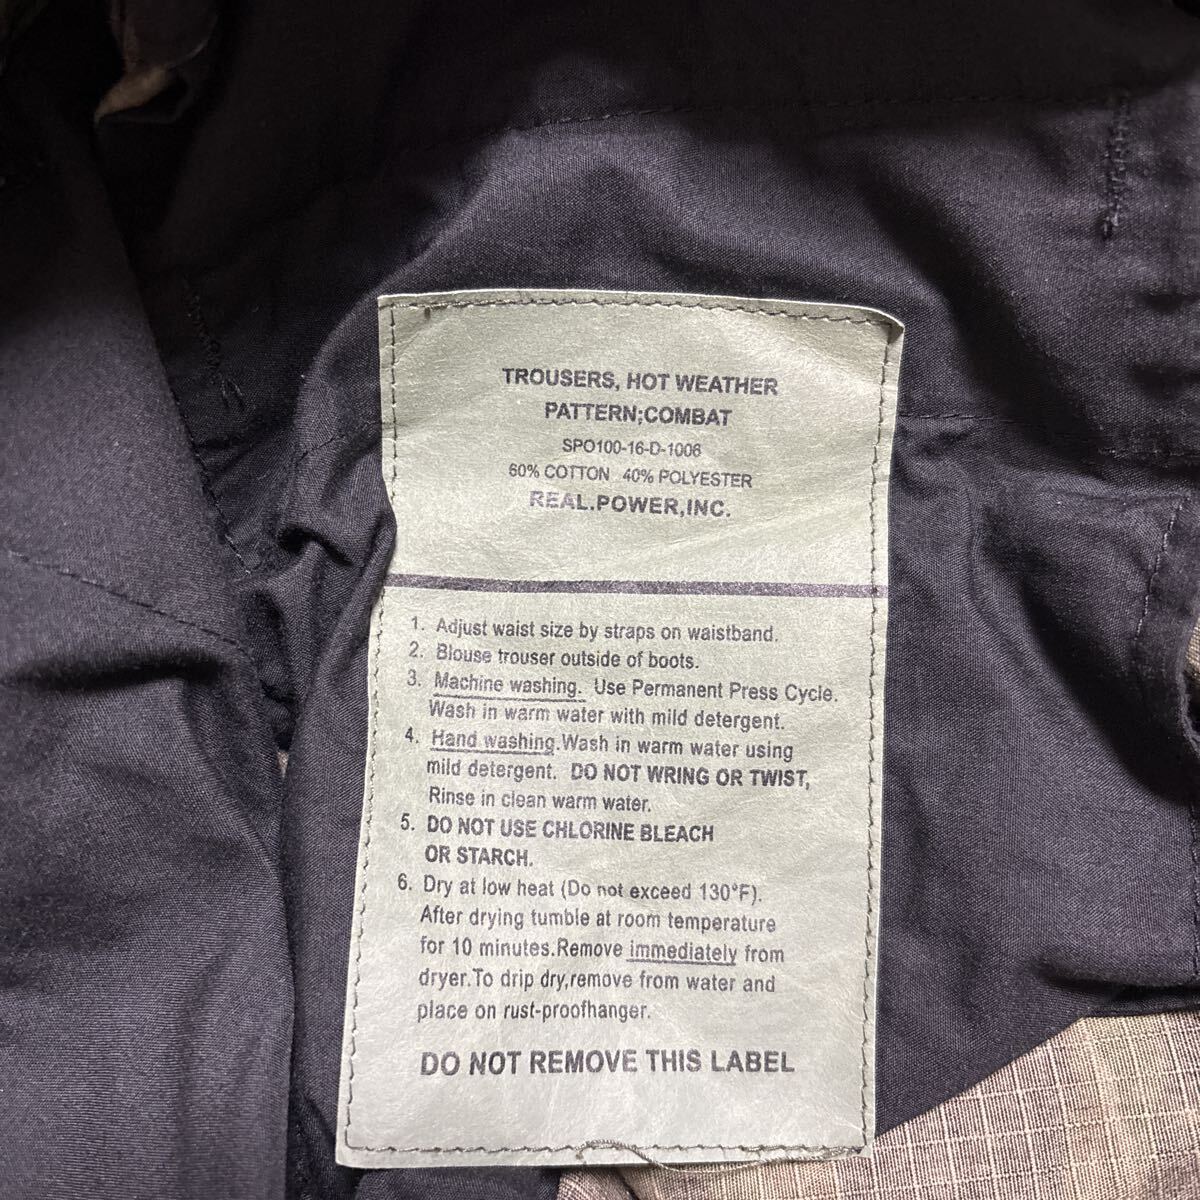 TROUSERS, HOT WEATHER
PATTERN;COMBAT
SPO100-16-D-1006
60% COTTON 40% POLYESTER
REAL.POWER,INC.
1. Adjust waist size by straps on waistband.
2. Blouse trouser outside of boots.
3. Machine washing. Use Permanent Press Cycle.
Wash in warm water with mild detergent.
4. Hand washing.Wash in warm water using
mild detergent. DO NOT WRING OR TWIST,
Rinse in clean warm water.
5. DO NOT USE CHLORINE BLEACH
OR STARCH.
6. Dry at low heat (Do not exceed 130°F).
After drying tumble at room temperature
for 10 minutes.Remove immediately from
dryer.To drip dry,remove from water and
place on rust-proofhanger.
DO NOT REMOVE THIS LABEL